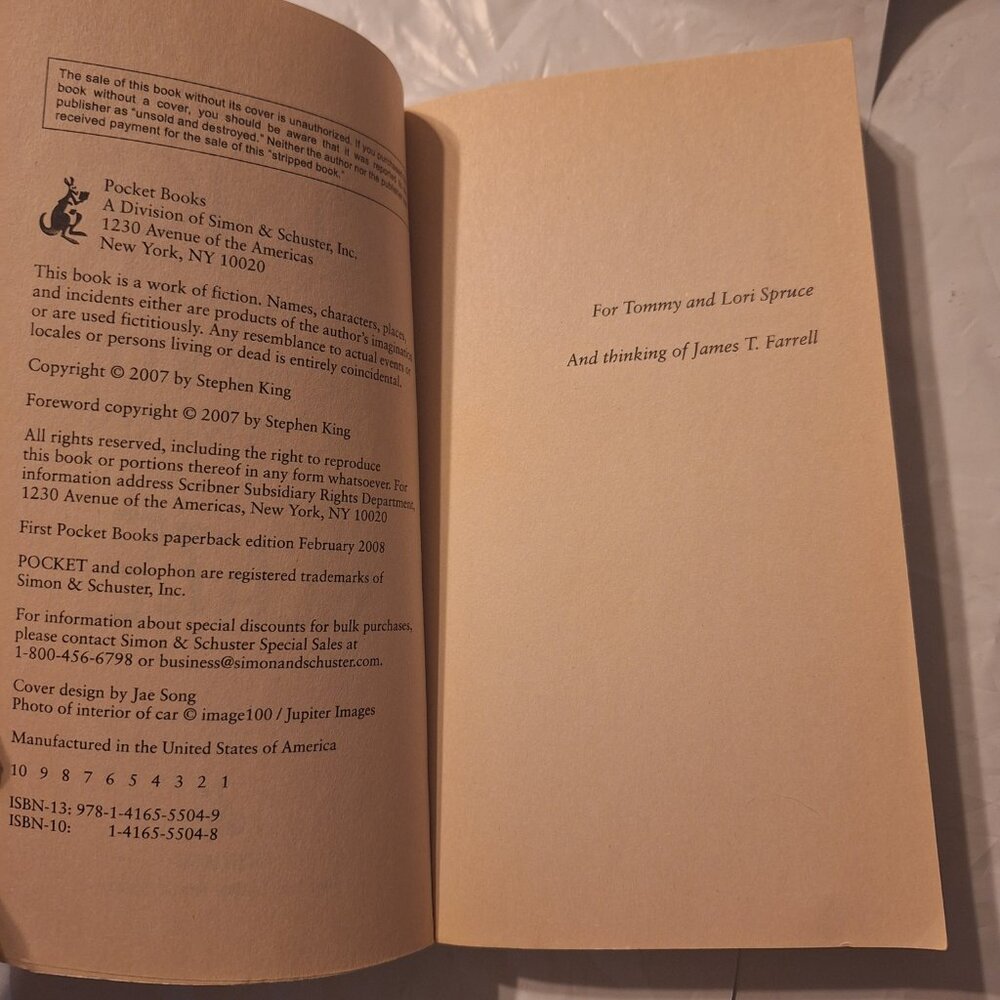 The sale of this book without its cover is unauthorized. If you purchased
book without a cover, you should be aware that it was reported
publisher as "unsold and destroyed." Neither the author nor the publisher
received payment for the sale of this "stripped book."
Pocket Books
A Division of Simon & Schuster, Inc.
1230 Avenue of the Americas
New York, NY 10020
This book is a work of fiction. Names, characters, places,
and incidents either are products of the author's
or are used fictitiously. Any resemblance to actual events or
locales or persons living or dead is entirely coincidental.
Copyright © 2007 by Stephen King
Foreword copyright © 2007 by Stephen King
All rights reserved, including the right to reproduce
this book or portions thereof in any form whatsoever. For
information address Scribner Subsidiary Rights Department,
1230 Avenue of the Americas, New York, NY 10020
First Pocket Books paperback edition February 2008
POCKET and colophon are registered trademarks of
Simon & Schuster, Inc.
For information about special discounts for bulk purchases,
please contact Simon & Schuster Special Sales at
1-800-456-6798 or business@simonandschuster.com.
Cover design by Jae Song
Photo of interior of car © image100 / Jupiter Images
Manufactured in the United States of America
10 9 8 7 6 5 4 3 2 1
ISBN-13: 978-1-4165-5504-9
ISBN-10: 1-4165-5504-8
For Tommy and Lori Spruce
And thinking of James T. Farrell